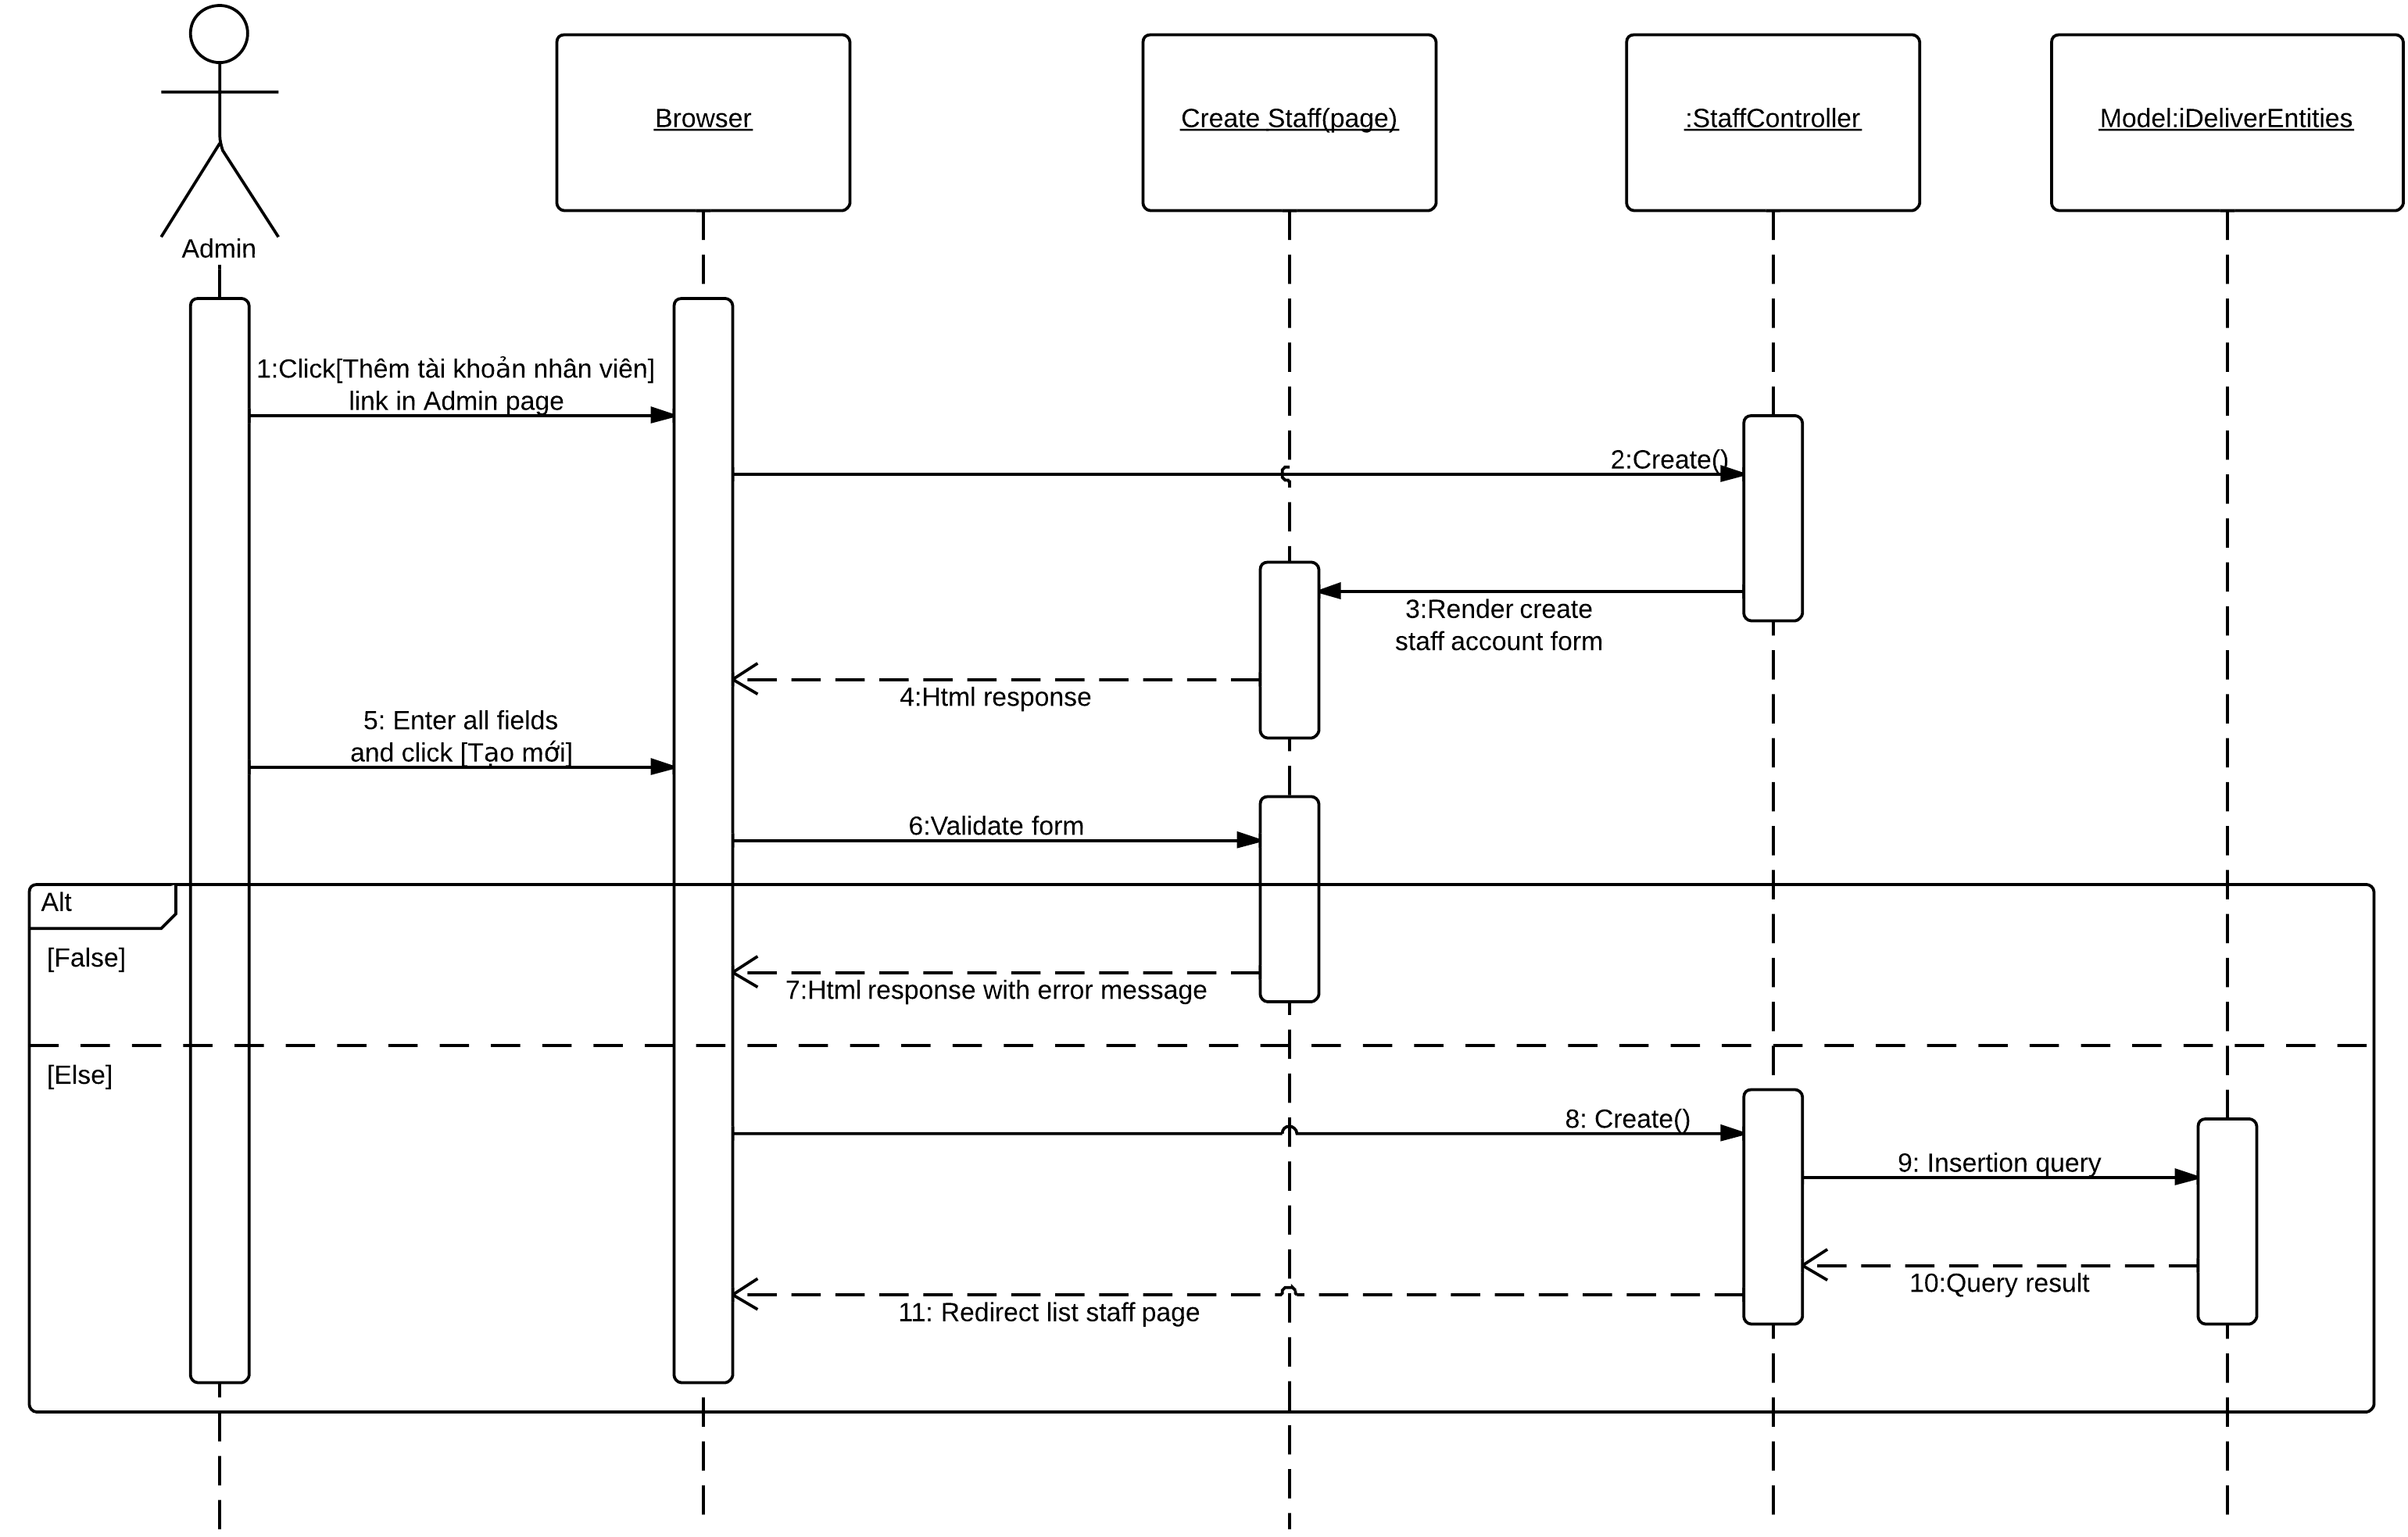 Admin
Browser
Create Staff(page)
:StaffController
Model:iDeliverEntities
1:Click[Thêm tài khoản nhân viên]
link in Admin page
2:Create()
3:Render create
staff account form
4:Html response
5: Enter all fields
and click [Tạo mới]
6:Validate form
Alt
[False]
7:Html response with error message
[Else]
8: Create()
9: Insertion query
10:Query result
11: Redirect list staff page